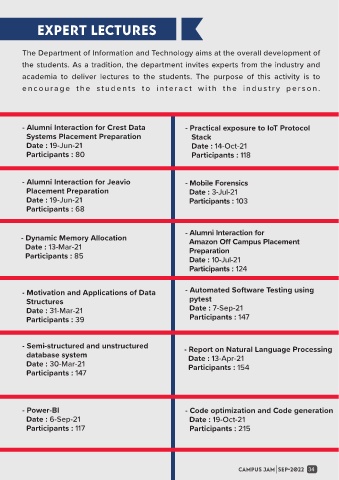 EXPERT LECTURES
The Department of Information and Technology aims at the overall development of
the students. As a tradition, the department invites experts from the industry and
academia to deliver lectures to the students. The purpose of this activity is to
encourage the students to interact with the industry person.
- Alumni Interaction for Crest Data
Systems Placement Preparation
Date : 19-Jun-21
Participants : 80
- Practical exposure to IoT Protocol
Stack
Date : 14-Oct-21
Participants : 118
- Alumni Interaction for Jeavio
Placement Preparation
Date : 19-Jun-21
Participants : 68
- Mobile Forensics
Date : 3-Jul-21
Participants : 103
- Dynamic Memory Allocation
Date : 13-Mar-21
Participants : 85
- Alumni Interaction for
Amazon Off Campus Placement
Preparation
Date : 10-Jul-21
Participants : 124
- Motivation and Applications of Data
Structures
Date : 31-Mar-21
Participants : 39
- Automated Software Testing using
pytest
Date : 7-Sep-21
Participants : 147
- Semi-structured and unstructured
database system
Date : 30-Mar-21
Participants : 147
- Report on Natural Language Processing
Date : 13-Apr-21
Participants : 154
- Power-BI
Date : 6-Sep-21
Participants : 117
- Code optimization and Code generation
Date : 19-Oct-21
Participants : 215
CAMPUS JAM|SEP-2022 34